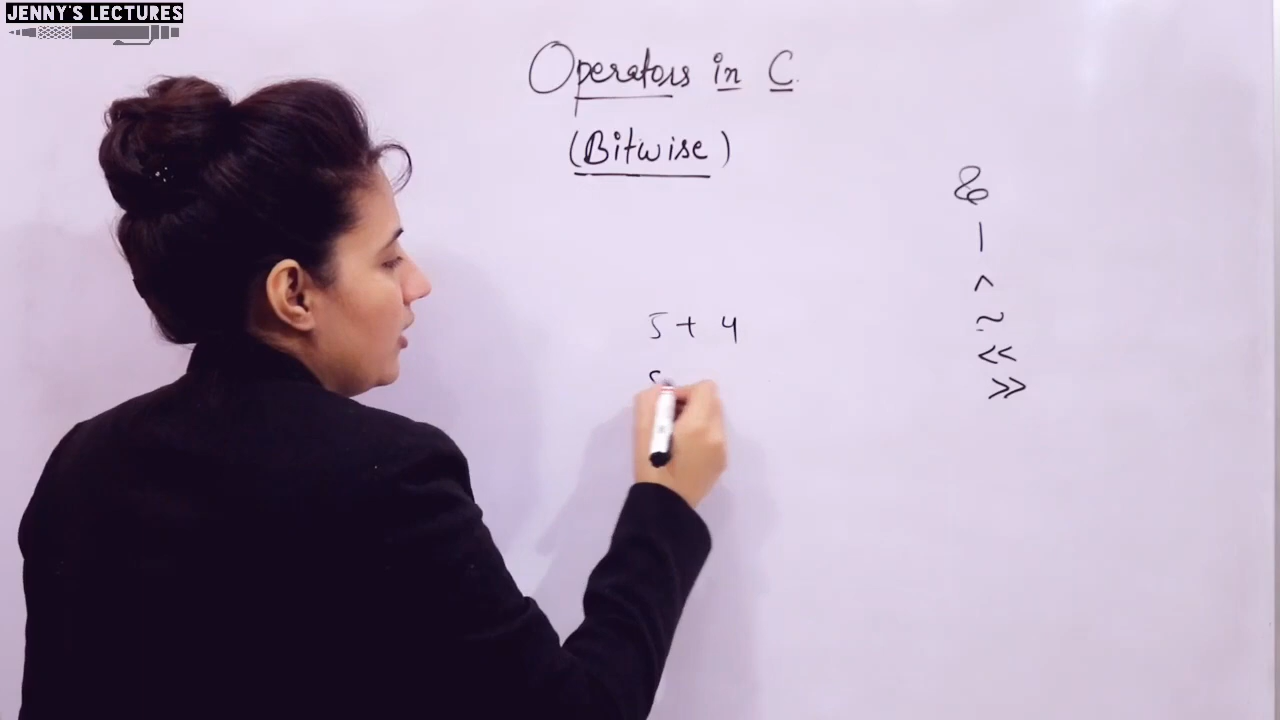 JENNY'S LECTURES
Operators in C.
(Bitwise)
&
|
^
~
<<
>>
5 + 4